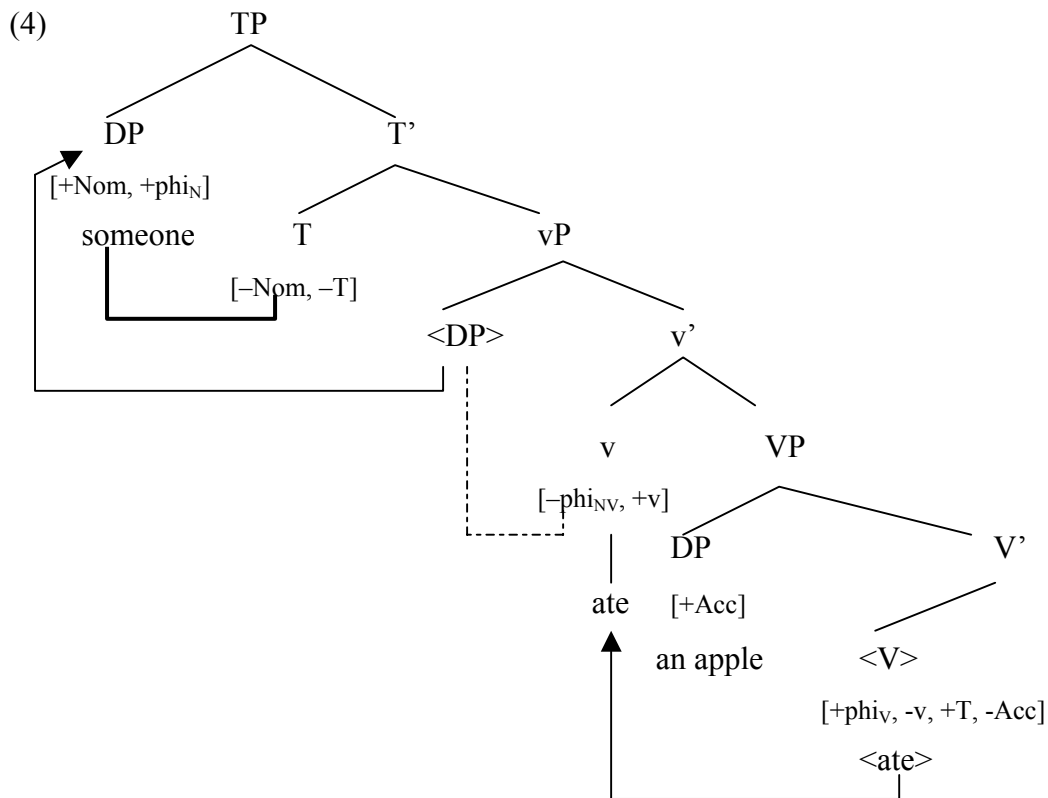 (4) TP
DP T’
[+Nom, +phiN]
someone T vP
[–Nom, –T]
<DP> v’
v VP
[–phiNV, +v]
DP V’
ate [+Acc]
an apple <V>
[+phiV, -v, +T, -Acc]
<ate>